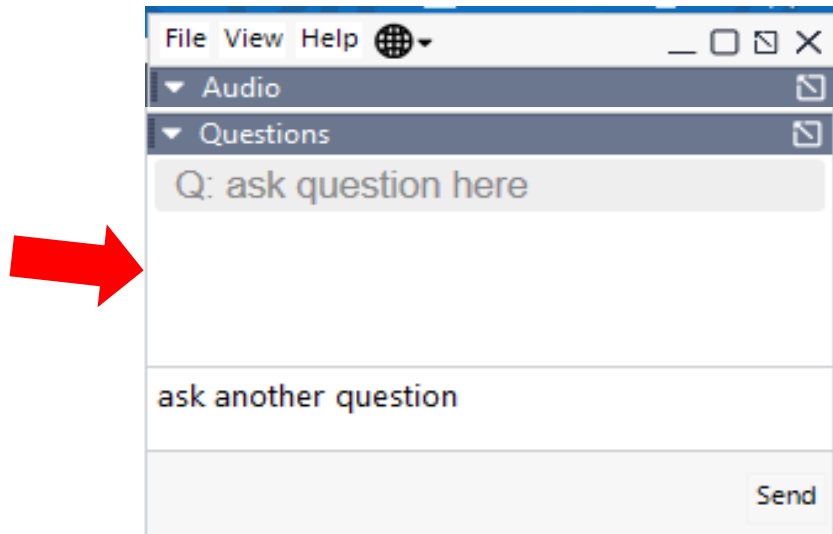 File View Help
Audio
Questions
Q: ask question here
ask another question
Send